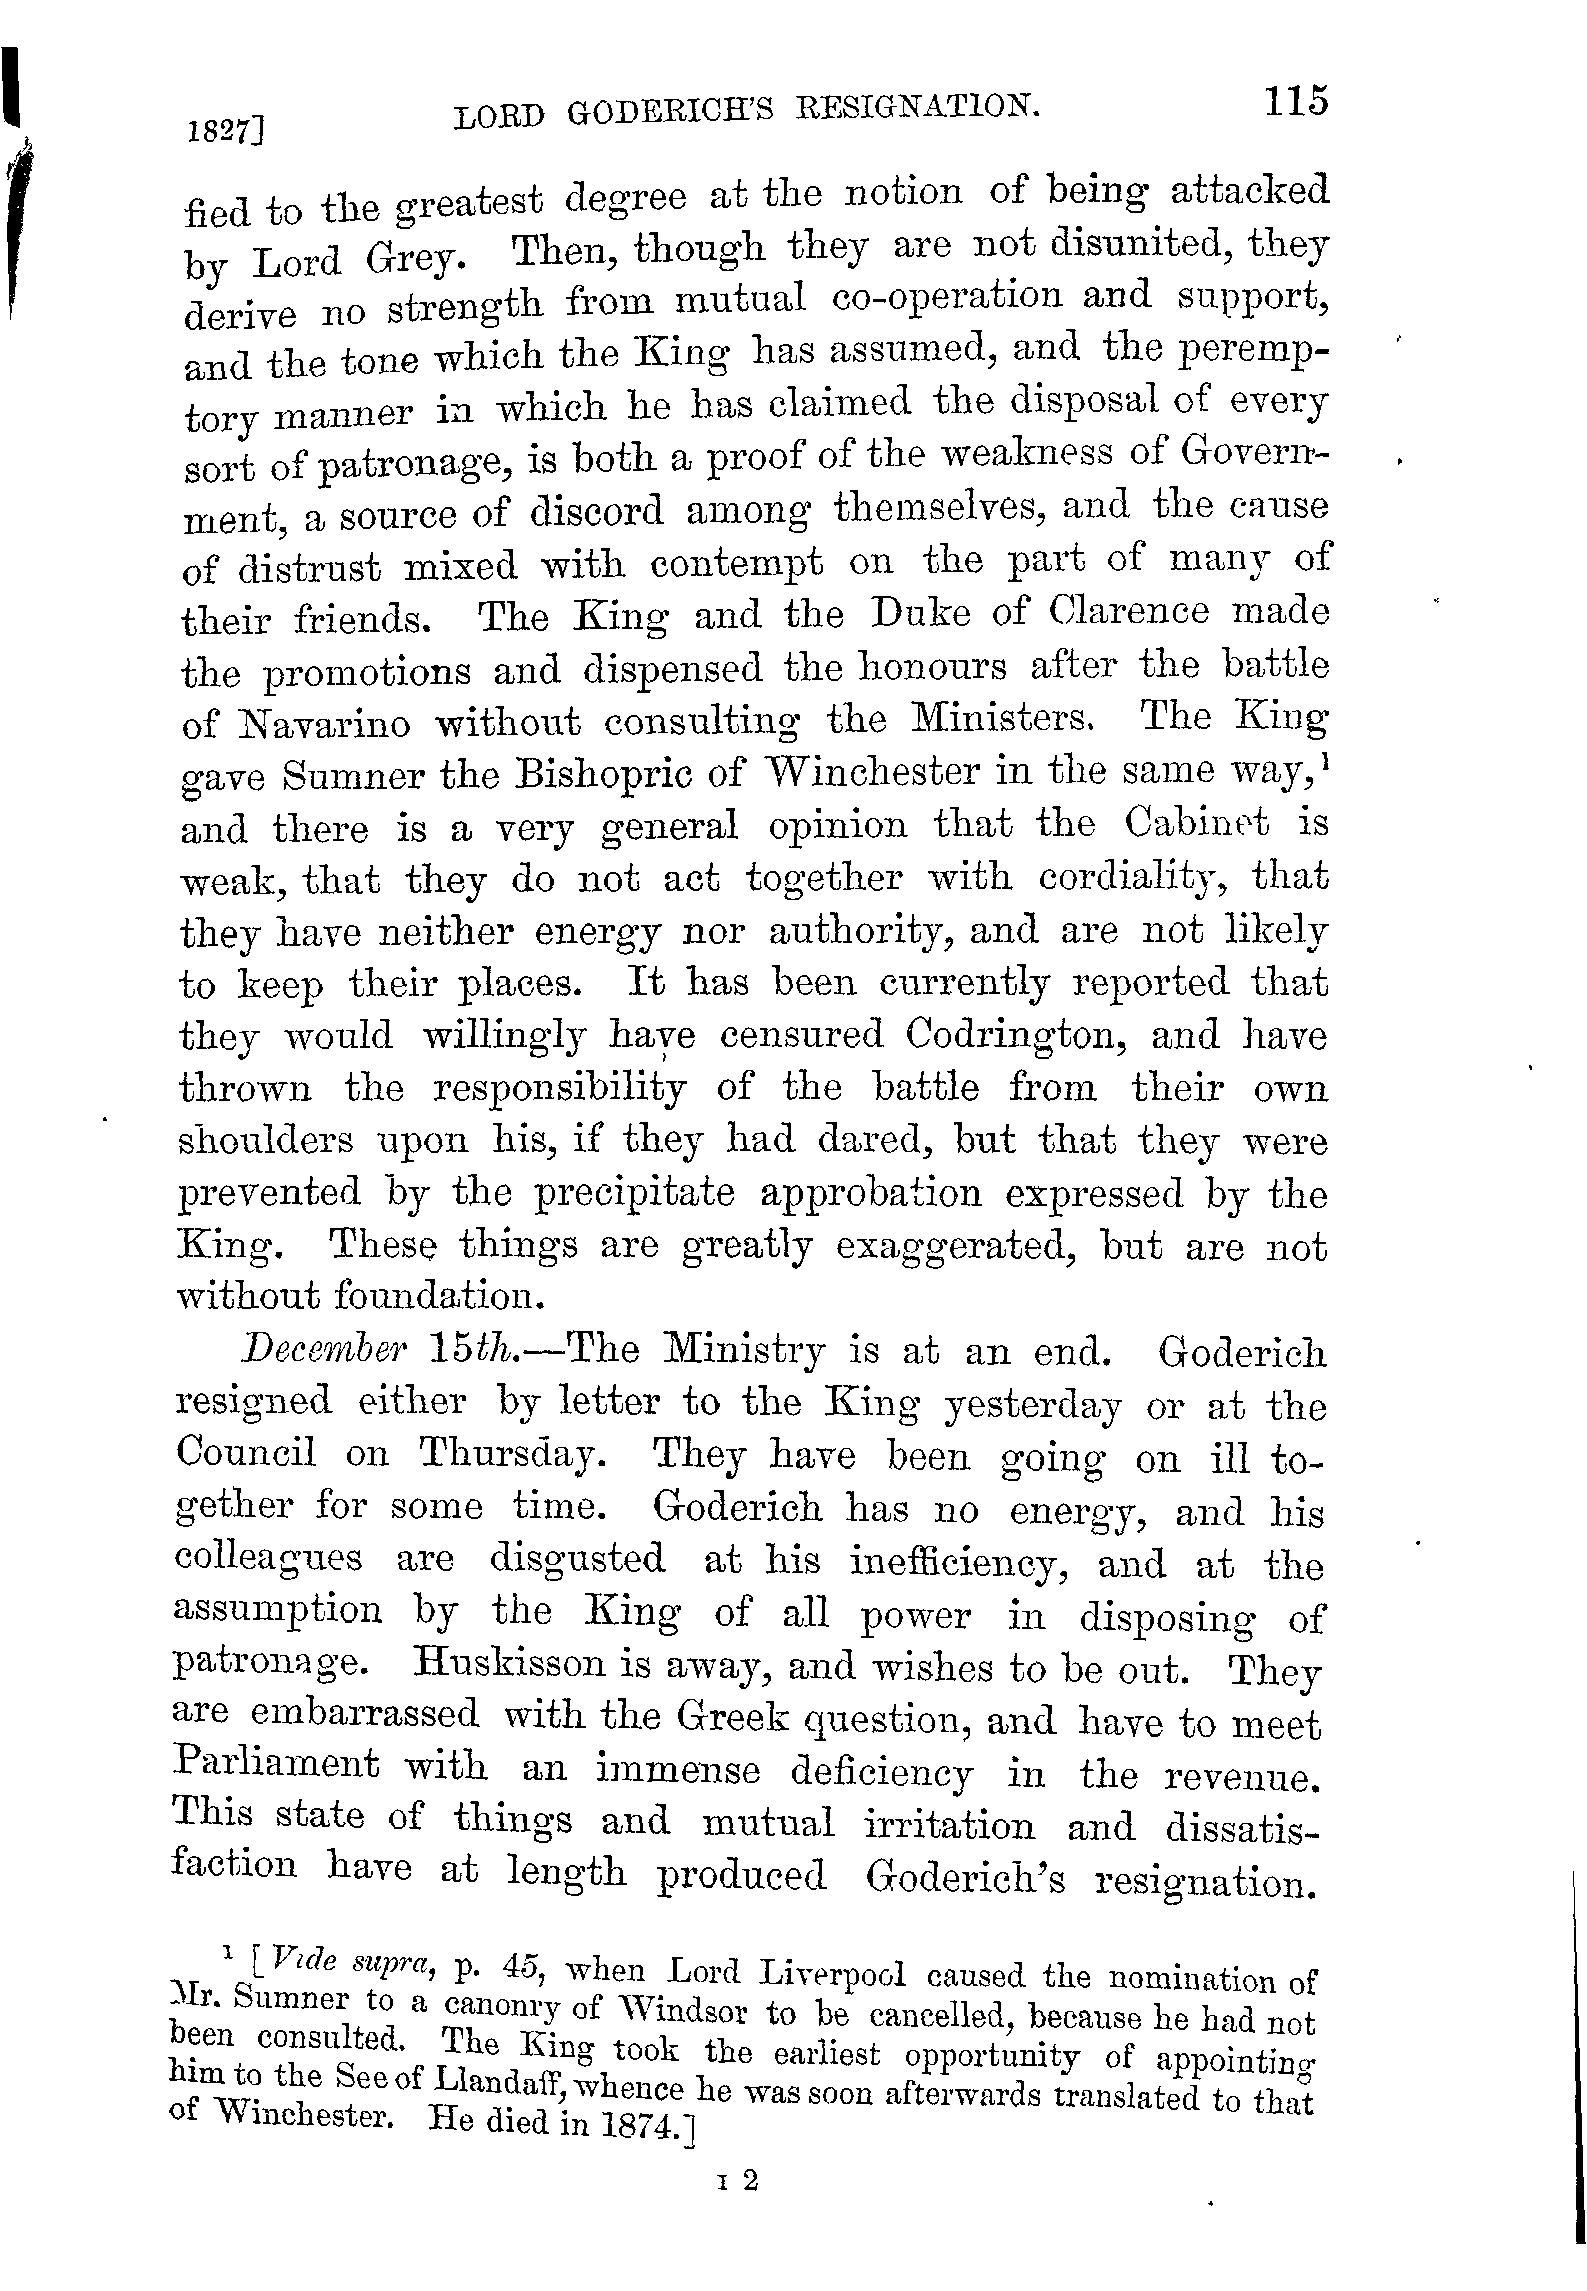 1827] LORD GODERICH'S RESIGNATION. 115
fied to the greatest degree at the notion of being attacked
by Lord Grey. Then, though they are not disunited, they
derive no strength from mutual co-operation and support,
and the tone which the King has assumed, and the peremp-
tory manner in which he has claimed the disposal of every
sort of patronage, is both a proof of the weakness of Govern-
ment, a source of discord among themselves, and the cause
of distrust mixed with contempt on the part of many of
their friends. The King and the Duke of Clarence made
the promotions and dispensed the honours after the battle
of Navarino without consulting the Ministers. The King
gave Sumner the Bishopric of Winchester in the same way,¹
and there is a very general opinion that the Cabinet is
weak, that they do not act together with cordiality, that
they have neither energy nor authority, and are not likely
to keep their places. It has been currently reported that
they would willingly have censured Codrington, and have
thrown the responsibility of the battle from their own
shoulders upon his, if they had dared, but that they were
prevented by the precipitate approbation expressed by the
King. These things are greatly exaggerated, but are not
without foundation.
December 15th.—The Ministry is at an end. Goderich
resigned either by letter to the King yesterday or at the
Council on Thursday. They have been going on ill to-
gether for some time. Goderich has no energy, and his
colleagues are disgusted at his inefficiency, and at the
assumption by the King of all power in disposing of
patronage. Huskisson is away, and wishes to be out. They
are embarrassed with the Greek question, and have to meet
Parliament with an immense deficiency in the revenue.
This state of things and mutual irritation and dissatis-
faction have at length produced Goderich's resignation.
¹ [Vide supra, p. 45, when Lord Liverpool caused the nomination of
Mr. Sumner to a canonry of Windsor to be cancelled, because he had not
been consulted. The King took the earliest opportunity of appointing
him to the See of Llandaff, whence he was soon afterwards translated to that
of Winchester. He died in 1874.]
I 2